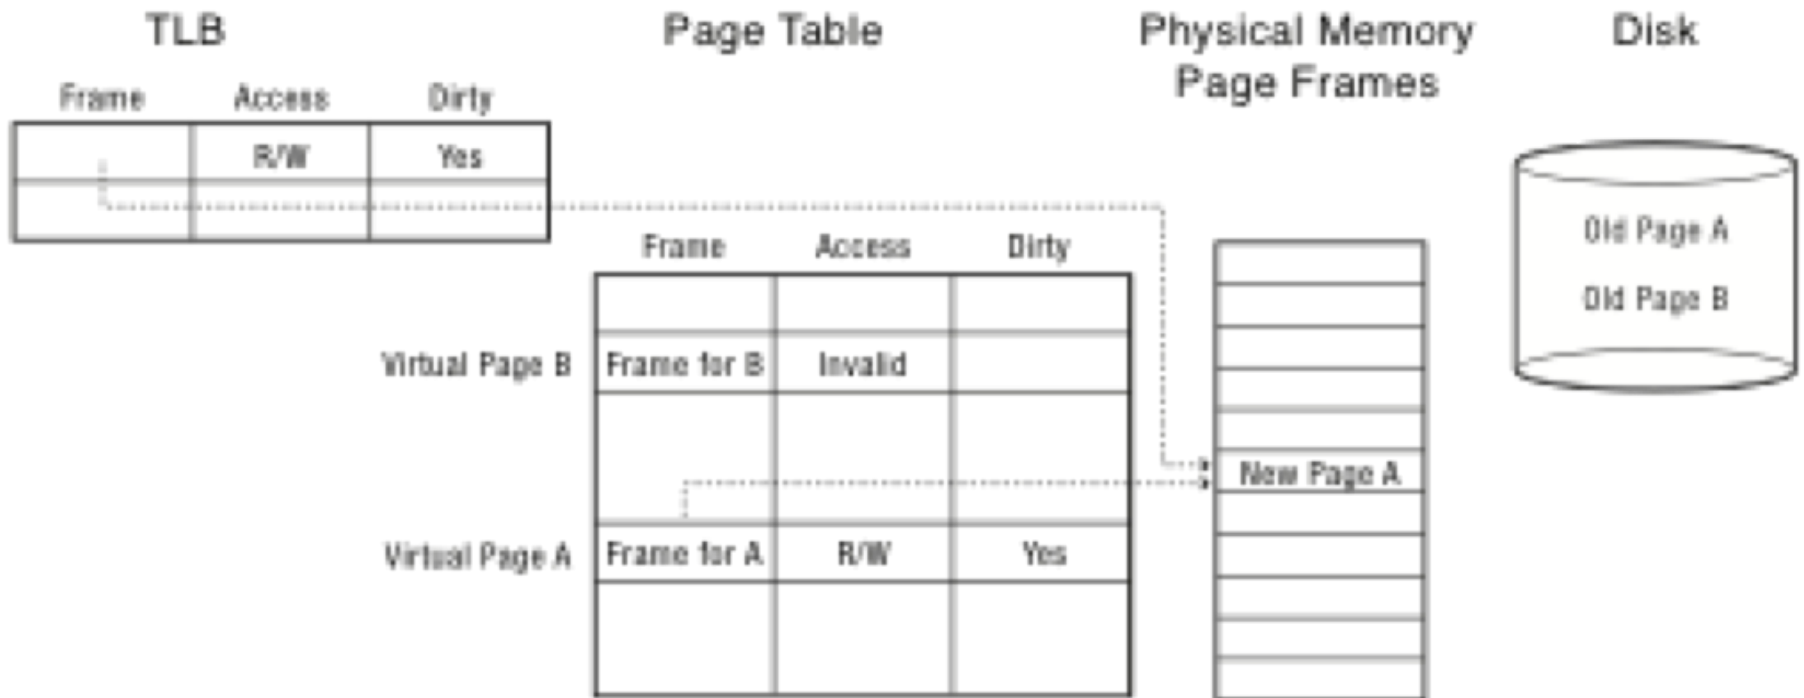 TLB
Page Table
Physical Memory
Page Frames
Disk
Frame Access Dirty
R/W Yes
Frame Access Dirty
Virtual Page B Frame for B Invalid
Virtual Page A Frame for A R/W Yes
New Page A
Old Page A
Old Page B